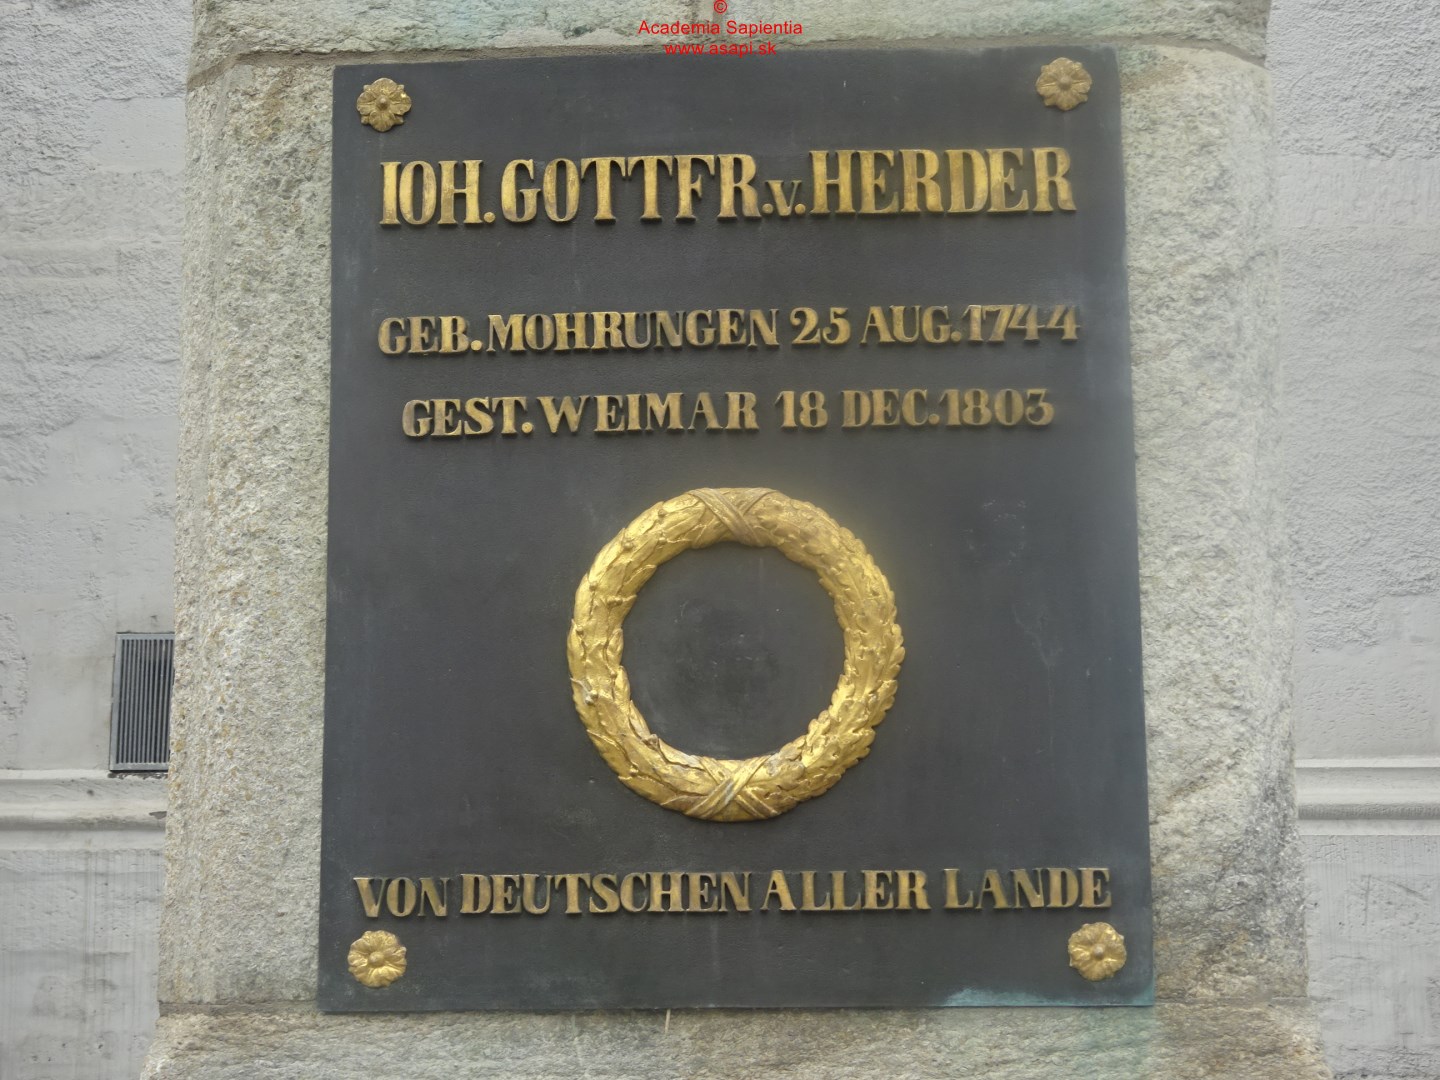 ©
Academia Sapientia
www.asapi.sk
IOH. GOTTFR. V. HERDER
GEB. MOHRUNGEN 25 AUG. 1744
GEST. WEIMAR 18 DEC. 1803
VON DEUTSCHEN ALLER LANDE